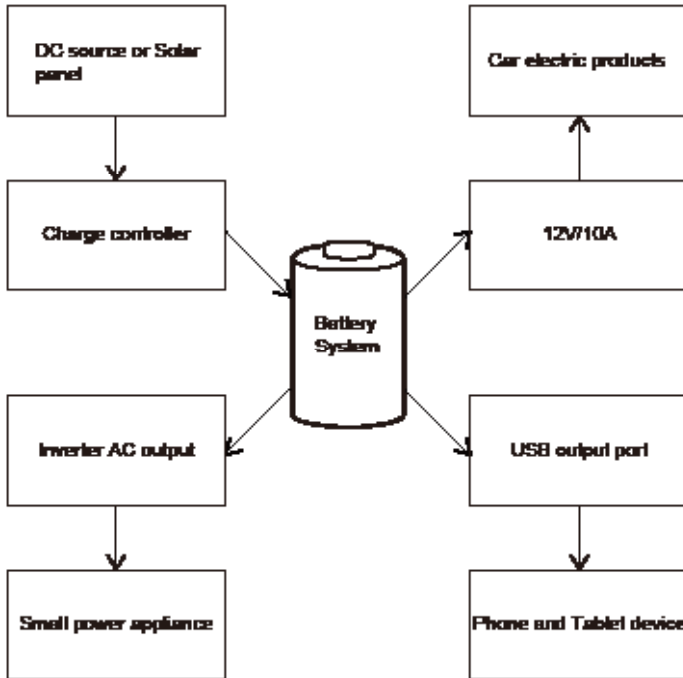 DC source or Solar
panel
Car electric products
Charge controller
12V/10A
Battery
System
Inverter AC output
USB output port
Small power appliance
Phone and Tablet device